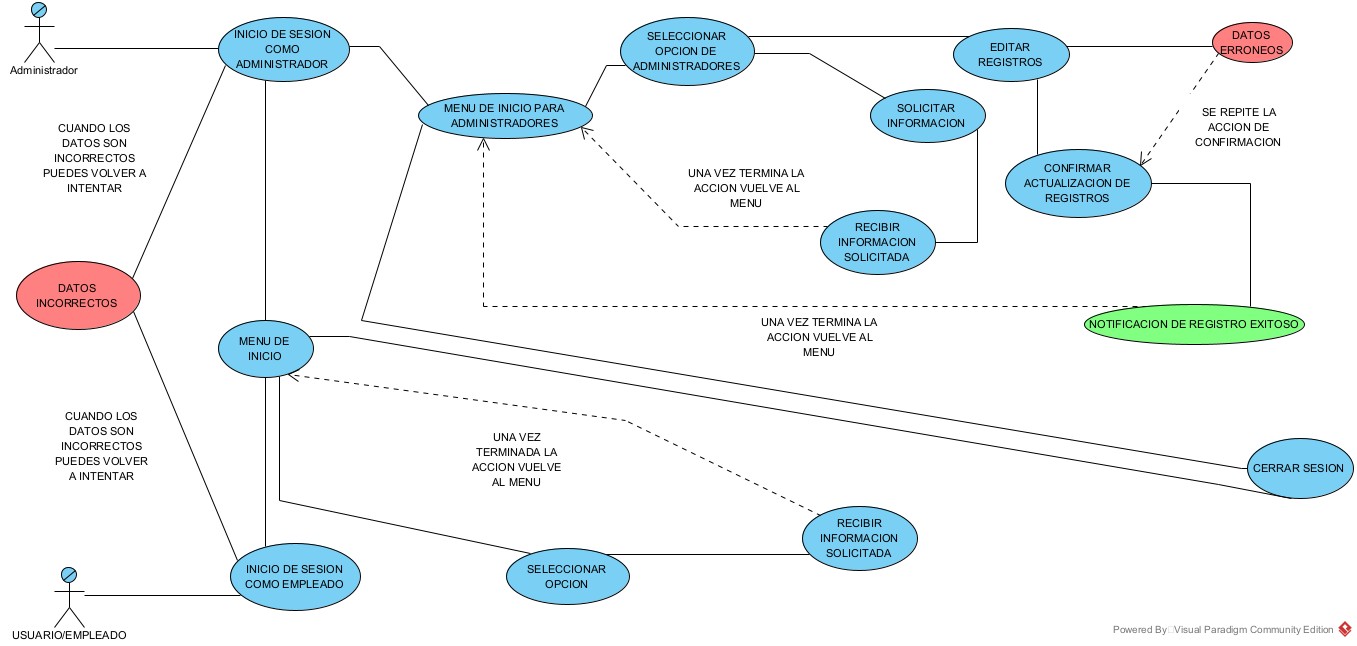 Administrador
INICIO DE SESION
COMO
ADMINISTRADOR
MENU DE INICIO PARA
ADMINISTRADORES
SELECCIONAR
OPCION DE
ADMINISTRADORES
EDITAR
REGISTROS
DATOS
ERRONEOS
SOLICITAR
INFORMACION
SE REPITE LA
ACCION DE
CONFIRMACION
CUANDO LOS
DATOS SON
INCORRECTOS
PUEDES VOLVER A
INTENTAR
UNA VEZ TERMINA LA
ACCION VUELVE AL
MENU
CONFIRMAR
ACTUALIZACION DE
REGISTROS
RECIBIR
INFORMACION
SOLICITADA
DATOS
INCORRECTOS
NOTIFICACION DE REGISTRO EXITOSO
UNA VEZ TERMINA LA
ACCION VUELVE AL
MENU
MENU DE
INICIO
CUANDO LOS
DATOS SON
INCORRECTOS
PUEDES VOLVER
A INTENTAR
UNA VEZ
TERMINADA LA
ACCION VUELVE
AL MENU
CERRAR SESION
RECIBIR
INFORMACION
SOLICITADA
INICIO DE SESION
COMO EMPLEADO
SELECCIONAR
OPCION
USUARIO/EMPLEADO
Powered By Visual Paradigm Community Edition